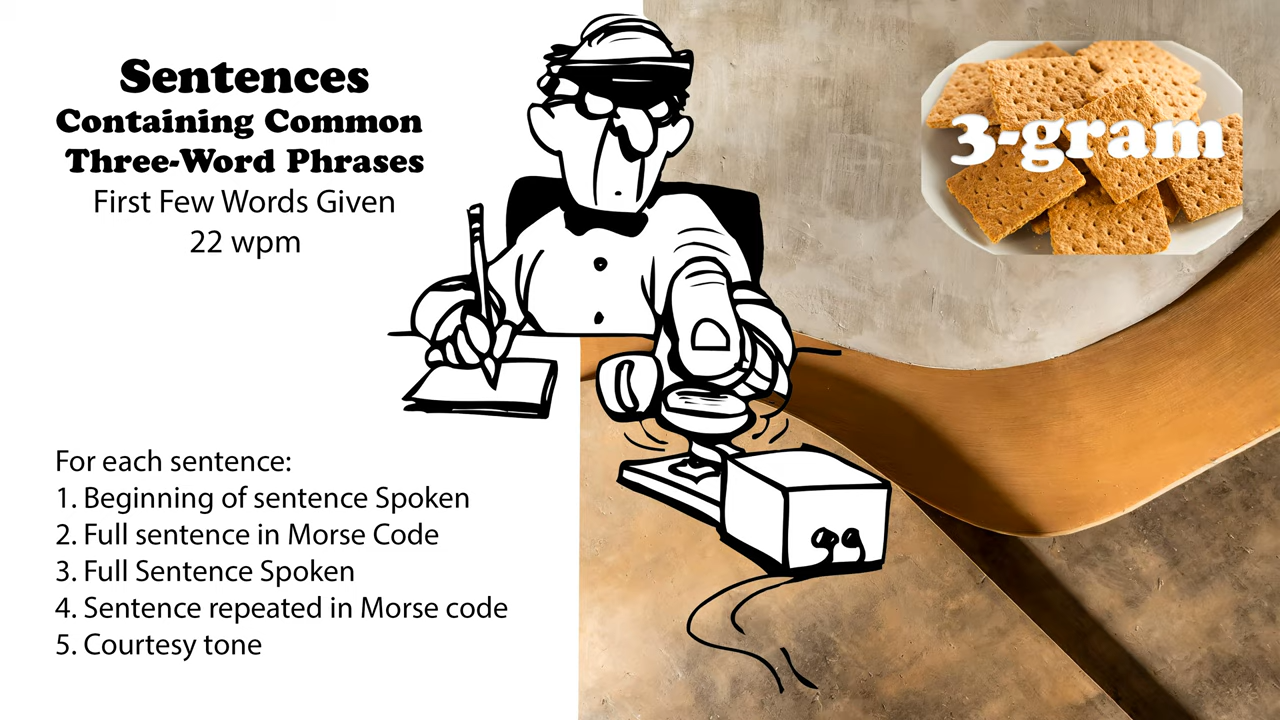 Sentences
Containing Common
Three-Word Phrases
First Few Words Given
22 wpm
3-gram
For each sentence:
1. Beginning of sentence Spoken
2. Full sentence in Morse Code
3. Full Sentence Spoken
4. Sentence repeated in Morse code
5. Courtesy tone